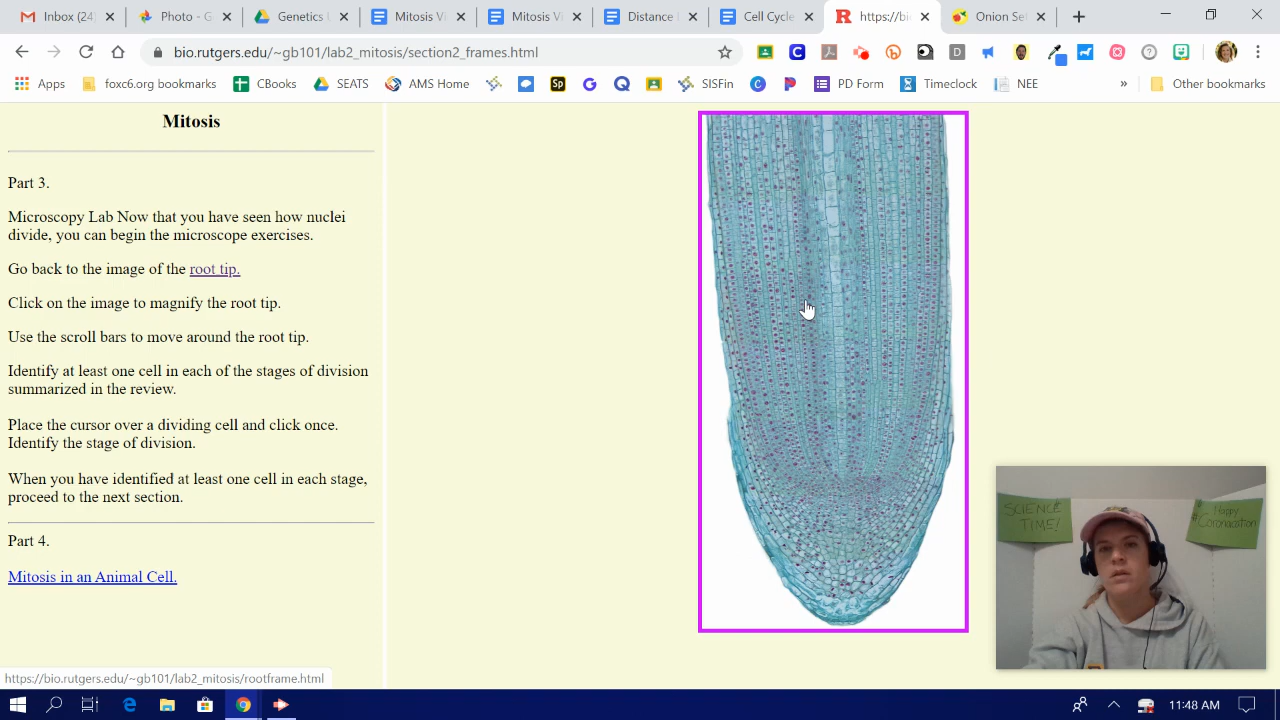 Inbox (24)
Photo - G
Genetics
Mitosis Vi
Mitosis Vi
Distance
Cell Cycle
https://bi
Onion Se
bio.rutgers.edu/~gb101/lab2_mitosis/section2_frames.html
Apps
forefi6.org bookmarks
CBooks
SEATS
AMS Home
SISFin
PD Form
Timeclock
NEE
»
Other bookmarks
Mitosis
Part 3.
Microscopy Lab Now that you have seen how nuclei
divide, you can begin the microscope exercises.
Go back to the image of the root tip.
Click on the image to magnify the root tip.
Use the scroll bars to move around the root tip.
Identify at least one cell in each of the stages of division
summarized in the review.
Place the cursor over a dividing cell and click once.
Identify the stage of division.
When you have identified at least one cell in each stage,
proceed to the next section.
Part 4.
Mitosis in an Animal Cell.
SCIENCE
TIME!
Happy
#Coronacation
https://bio.rutgers.edu/~gb101/lab2_mitosis/rootframe.html
11:48 AM